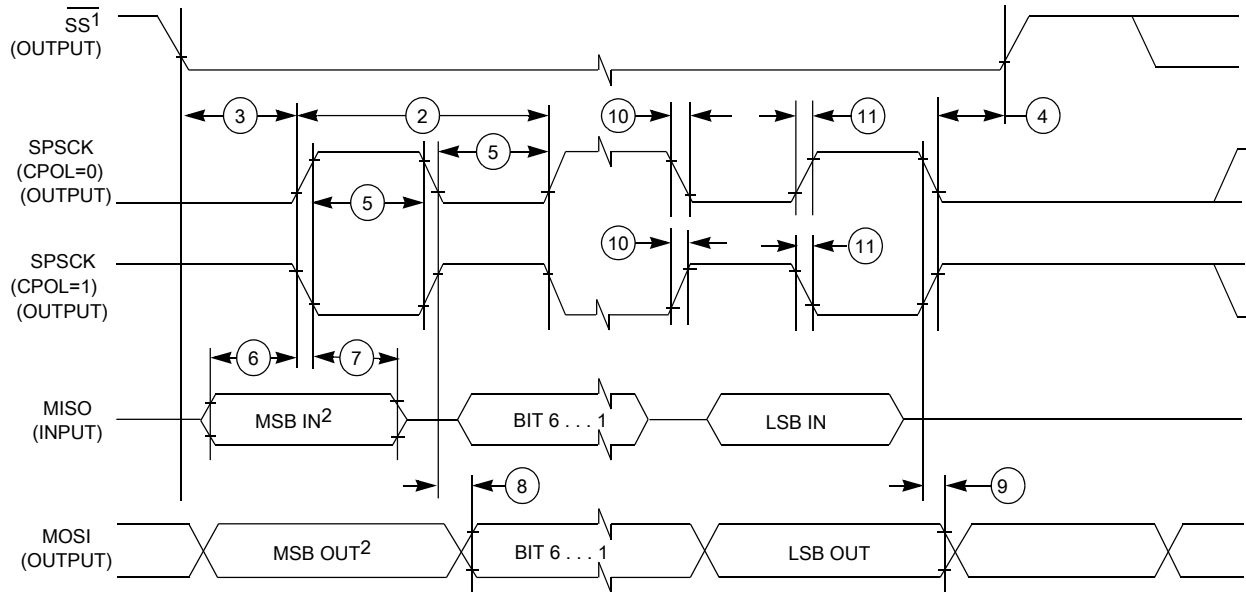 SS1
(OUTPUT)
3
2
10
11
4
SPSCK
(CPOL=0)
(OUTPUT)
5
5
SPSCK
(CPOL=1)
(OUTPUT)
10
11
6
7
MISO
(INPUT)
MSB IN2
BIT 6 . . . 1
LSB IN
8
9
MOSI
(OUTPUT)
MSB OUT2
BIT 6 . . . 1
LSB OUT